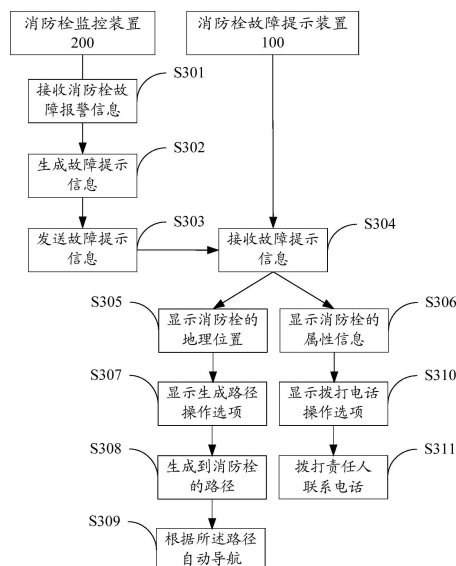 消防栓监控装置
200
消防栓故障提示装置
100
接收消防栓故
障报警信息
S301
生成故障提示
信息
S302
发送故障提示
信息
S303
接收故障提示
信息
S304
S305
显示消防栓的
地理位置
显示消防栓的
属性信息
S306
S307
显示生成路径
操作选项
显示拨打电话
操作选项
S310
S308
生成到消防栓
的路径
拨打责任人
联系电话
S311
S309
根据所述路径
自动导航